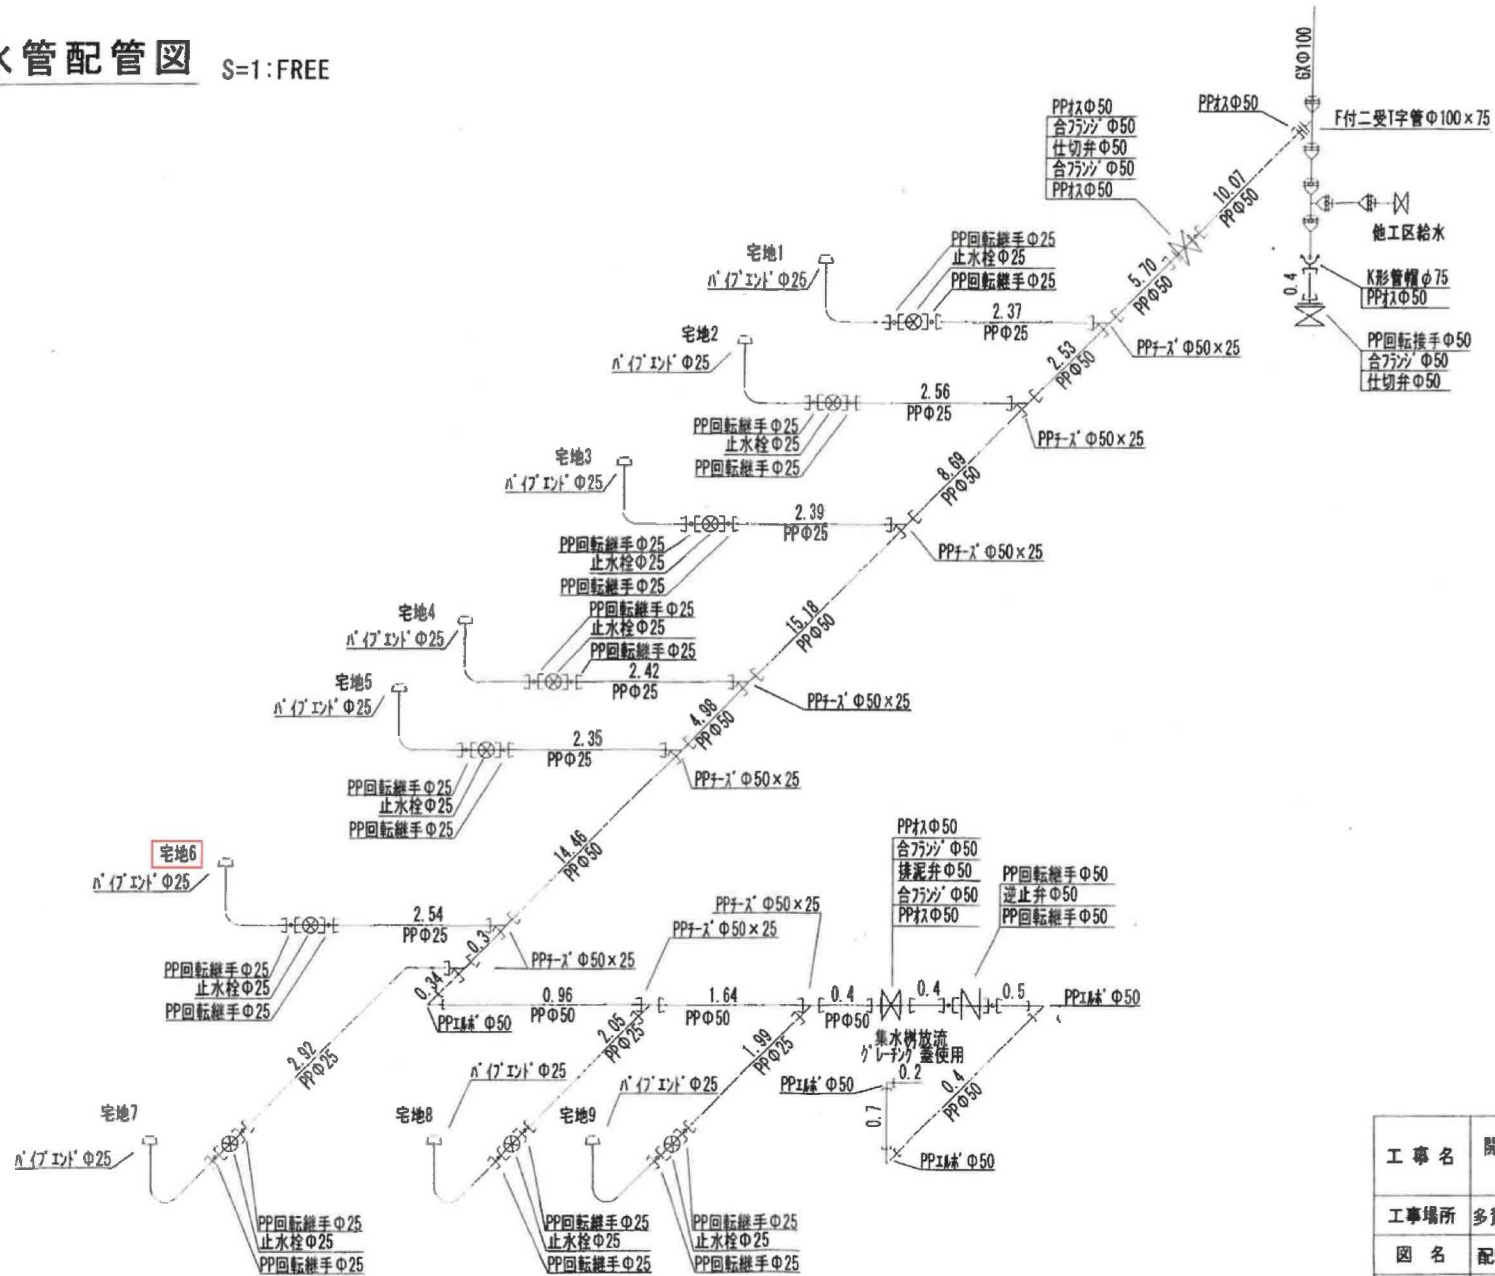 水管配管図 S=1:FREE
GXΦ100
PPオスΦ50
F付二受T字管Φ100×75
PPオスΦ50
合フランジΦ50
仕切弁Φ50
合フランジΦ50
PPオスΦ50
10.07
PPΦ50
他工区給水
0.4
K形管帽φ75
PPオスΦ50
PP回転接手Φ50
合フランジΦ50
仕切弁Φ50
宅地1
パイプエンドΦ25
PP回転継手Φ25
止水栓Φ25
PP回転継手Φ25
2.37
PPΦ25
5.70
PPΦ50
PPチーズΦ50×25
宅地2
パイプエンドΦ25
2.56
PPΦ25
PP回転継手Φ25
止水栓Φ25
PP回転継手Φ25
2.53
PPΦ50
PPチーズΦ50×25
宅地3
パイプエンドΦ25
2.39
PPΦ25
PP回転継手Φ25
止水栓Φ25
PP回転継手Φ25
8.69
PPΦ50
PPチーズΦ50×25
宅地4
パイプエンドΦ25
PP回転継手Φ25
止水栓Φ25
PP回転継手Φ25
2.42
PPΦ25
15.18
PPΦ50
PPチーズΦ50×25
宅地5
パイプエンドΦ25
2.35
PPΦ25
PP回転継手Φ25
止水栓Φ25
PP回転継手Φ25
4.98
PPΦ50
PPチーズΦ50×25
宅地6
パイプエンドΦ25
2.54
PPΦ25
PP回転継手Φ25
止水栓Φ25
PP回転継手Φ25
14.46
PPΦ50
0.3
PPチーズΦ50×25
0.34
PPエルボΦ50
0.96
PPΦ50
PPチーズΦ50×25
1.64
PPΦ50
PPチーズΦ50×25
0.4
PPΦ50
PPオスΦ50
合フランジΦ50
排泥弁Φ50
合フランジΦ50
PPオスΦ50
0.4
PP回転継手Φ50
逆止弁Φ50
PP回転継手Φ50
0.5
PPエルボΦ50
集水桝放流
グレーチング蓋使用
0.4
PPΦ50
PPエルボΦ50
0.2
0.7
PPエルボΦ50
2.92
PPΦ25
宅地7
パイプエンドΦ25
PP回転継手Φ25
止水栓Φ25
PP回転継手Φ25
2.05
PPΦ25
宅地8
パイプエンドΦ25
PP回転継手Φ25
止水栓Φ25
PP回転継手Φ25
1.99
PPΦ25
宅地9
パイプエンドΦ25
PP回転継手Φ25
止水栓Φ25
PP回転継手Φ25
工事名 開
工事場所 多賀
図名 配